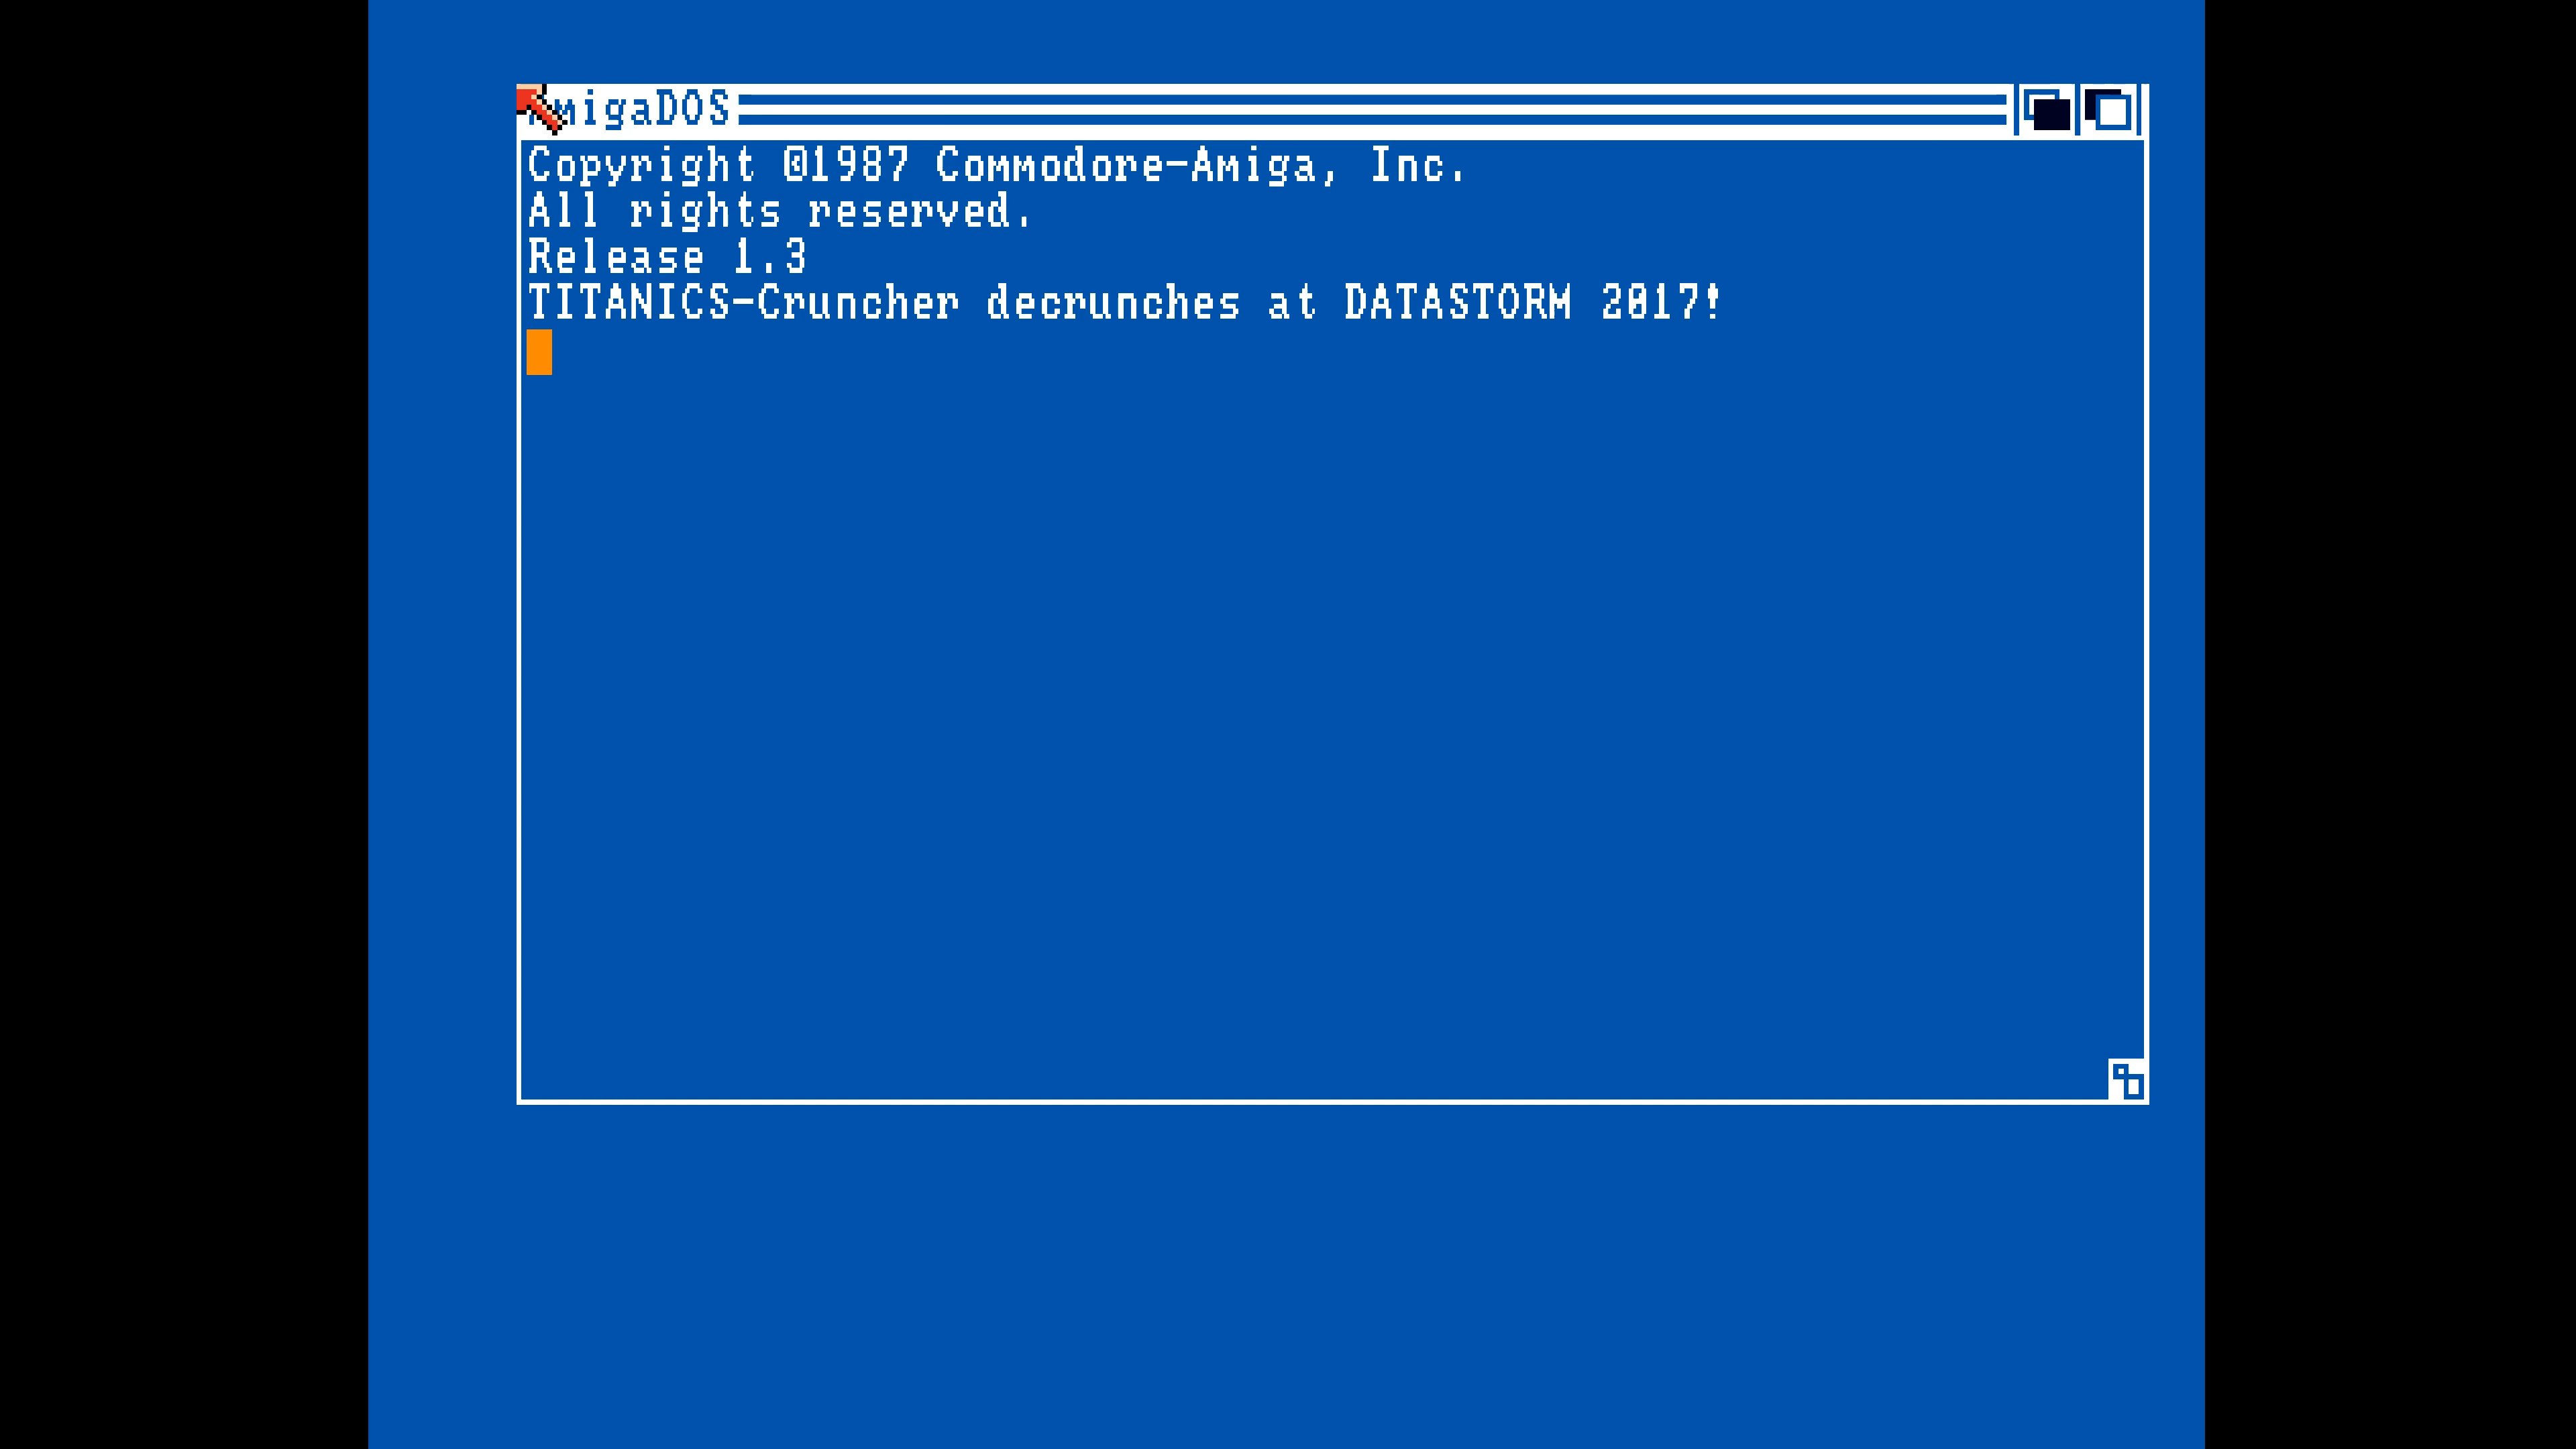 AmigaDOS
Copyright ©1987 Commodore-Amiga, Inc.
All rights reserved.
Release 1.3
TITANICS-Cruncher decrunches at DATASTORM 2017!